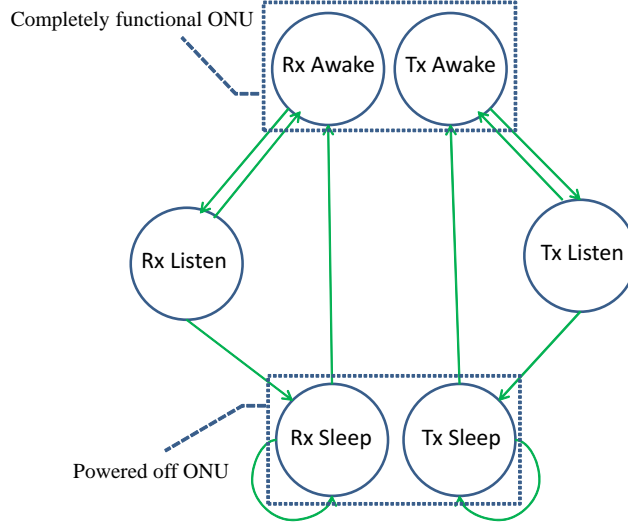 Completely functional ONU
Rx Awake
Tx Awake
Rx Listen
Tx Listen
Rx Sleep
Tx Sleep
Powered off ONU